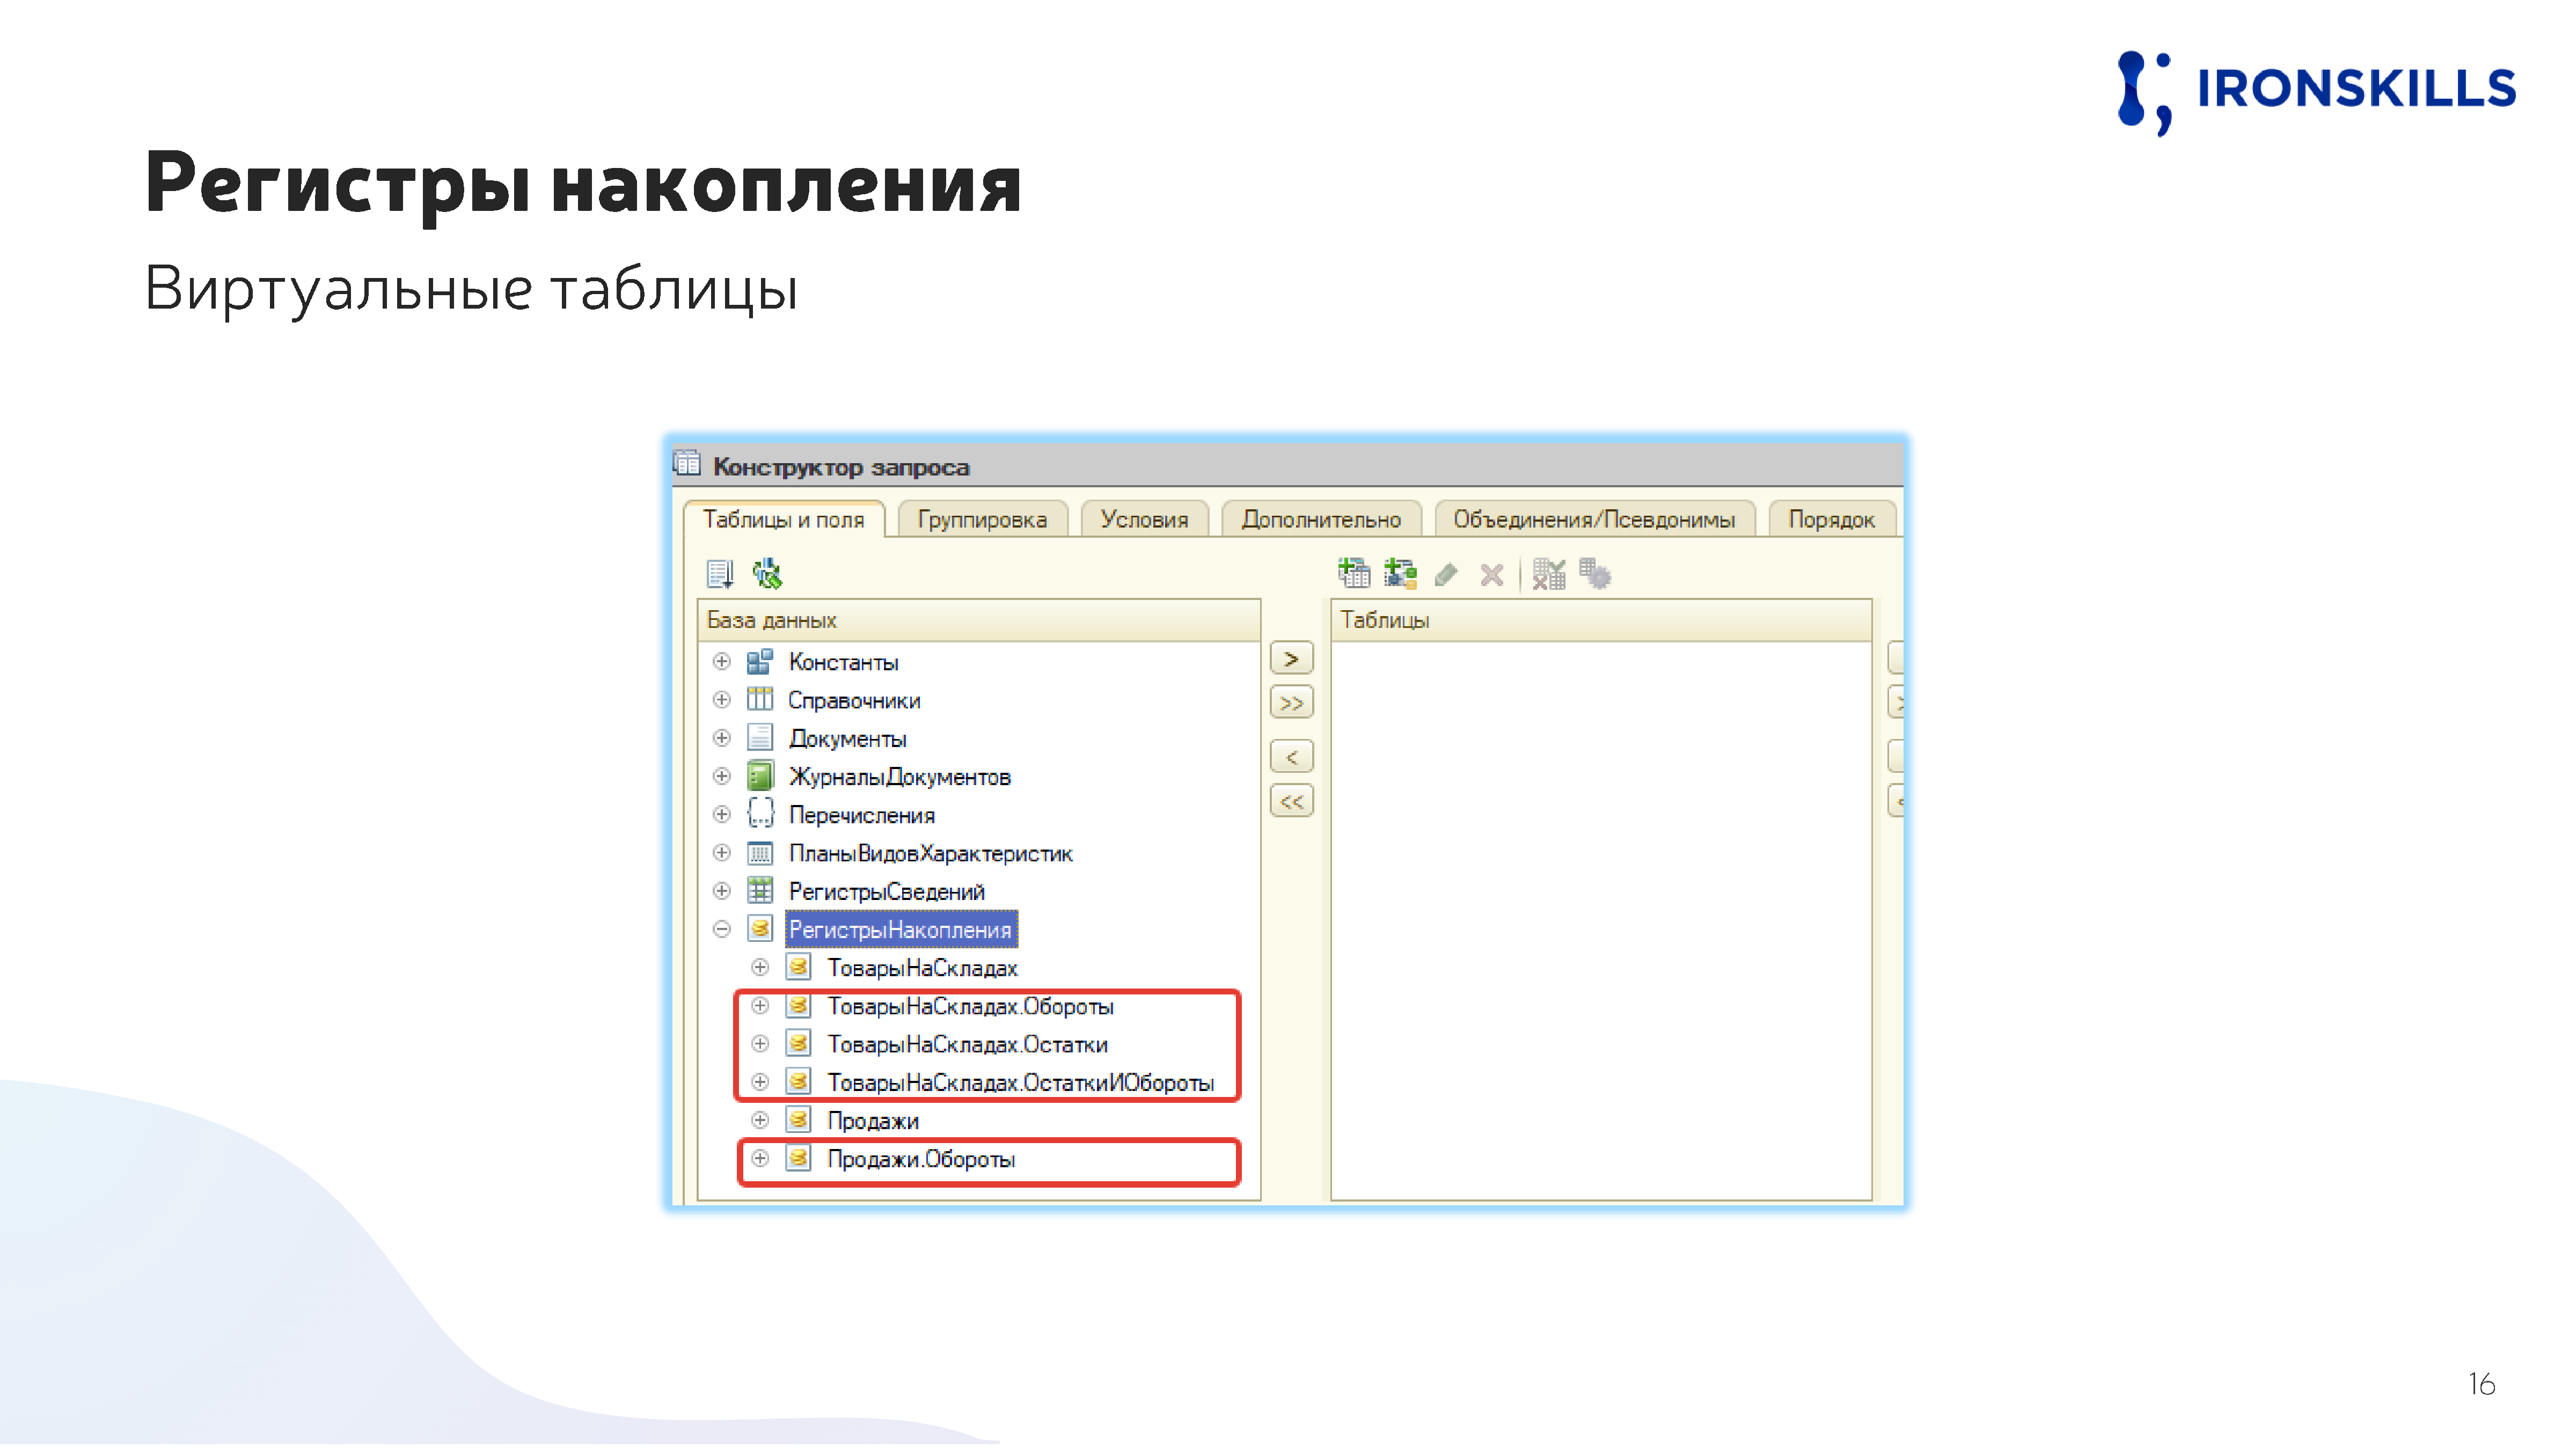 IRONSKILLS
Регистры накопления
Виртуальные таблицы
Конструктор запроса
Таблицы и поля Группировка Условия Дополнительно Объединения/Псевдонимы Порядок
База данных Таблицы
Константы
Справочники
Документы
ЖурналыДокументов
Перечисления
ПланыВидовХарактеристик
РегистрыСведений
РегистрыНакопления
ТоварыНаСкладах
ТоварыНаСкладах.Обороты
ТоварыНаСкладах.Остатки
ТоварыНаСкладах.ОстаткиИОбороты
Продажи
Продажи.Обороты
>
>>
<
<<
16